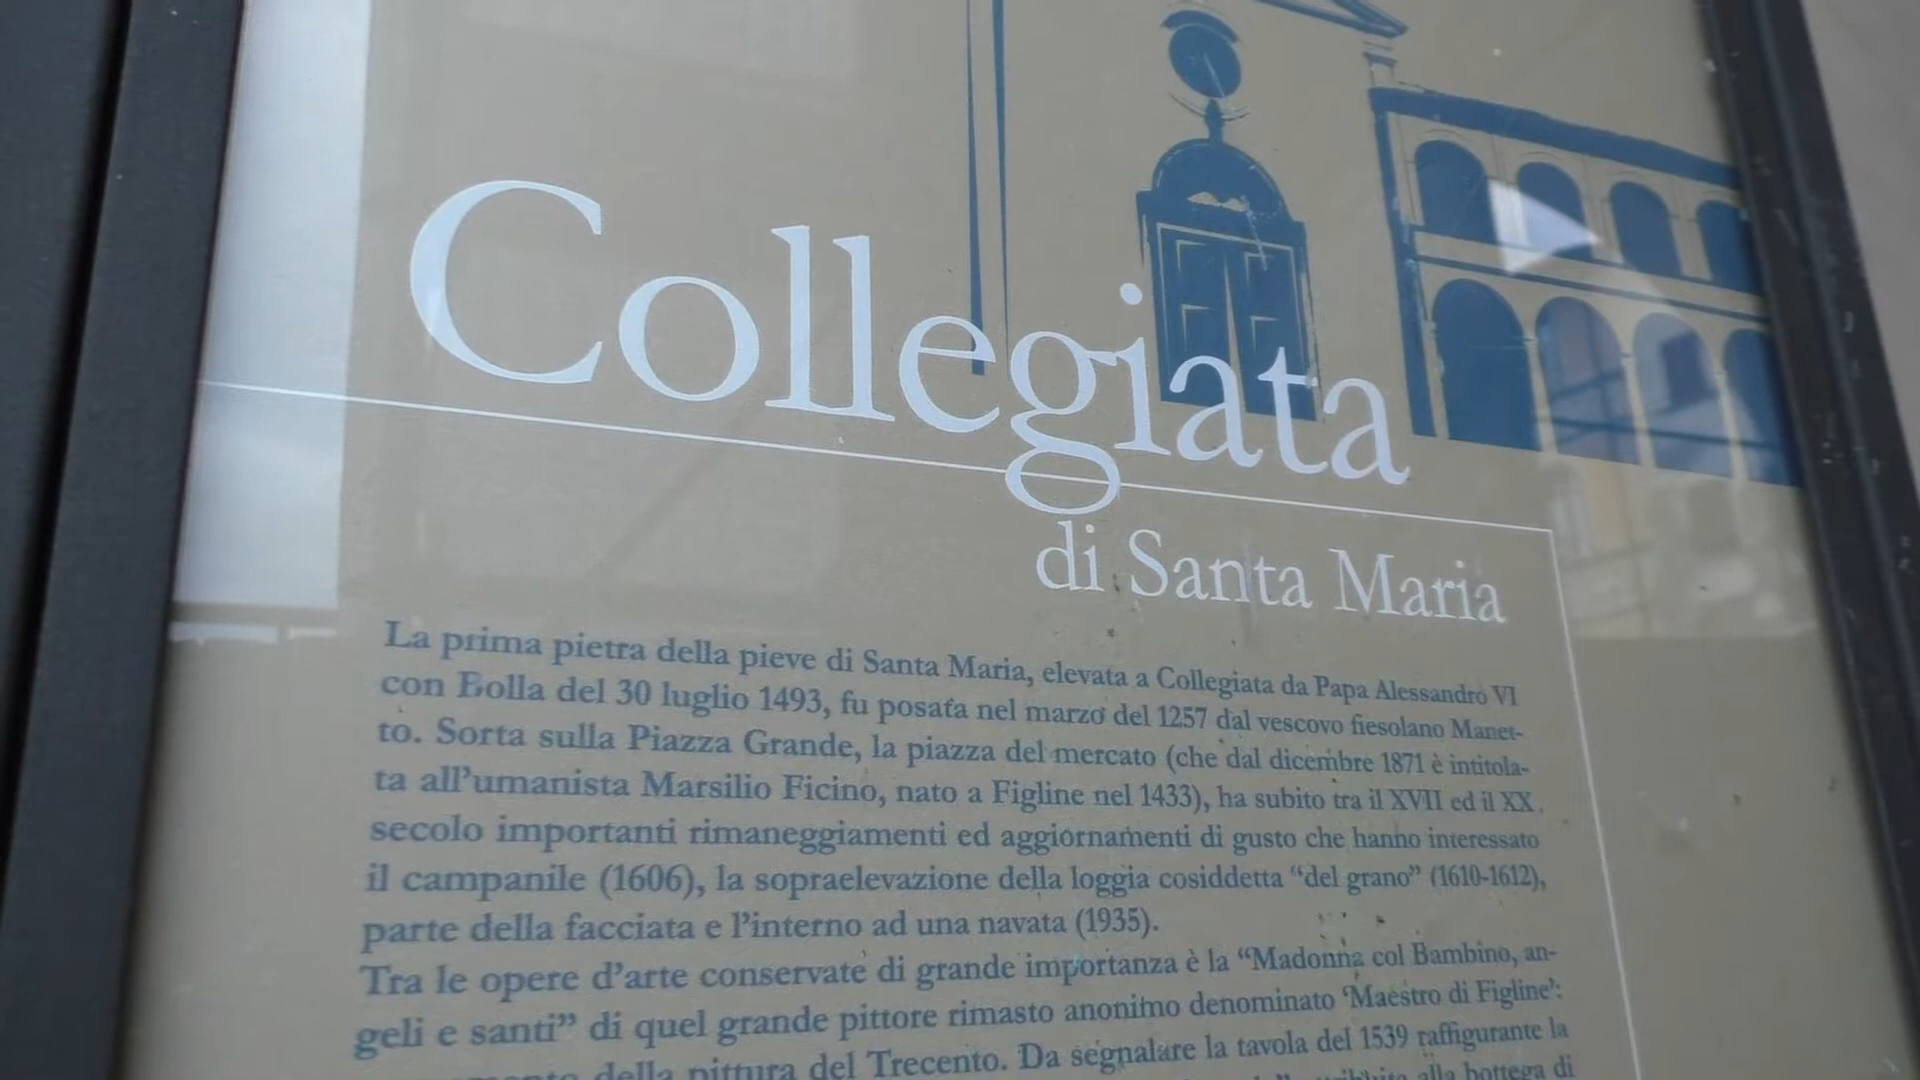 Collegiata
di Santa Maria
La prima pietra della pieve di Santa Maria, elevata a Collegiata da Papa Alessandro VI
con Bolla del 30 luglio 1493, fu posata nel marzo del 1257 dal vescovo fiesolano Manet-
to. Sorta sulla Piazza Grande, la piazza del mercato (che dal dicembre 1871 è intitola-
ta all'umanista Marsilio Ficino, nato a Figline nel 1433), ha subito tra il XVII ed il XX
secolo importanti rimaneggiamenti ed aggiornamenti di gusto che hanno interessato
il campanile (1606), la sopraelevazione della loggia cosiddetta “del grano” (1610-1612),
parte della facciata e l'interno ad una navata (1935).
Tra le opere d'arte conservate di grande importanza è la “Madonna col Bambino, an-
geli e santi” di quel grande pittore rimasto anonimo denominato ‘Maestro di Figline’:
della pittura del Trecento. Da segnalare la tavola del 1539 raffigurante la
alla bottega di